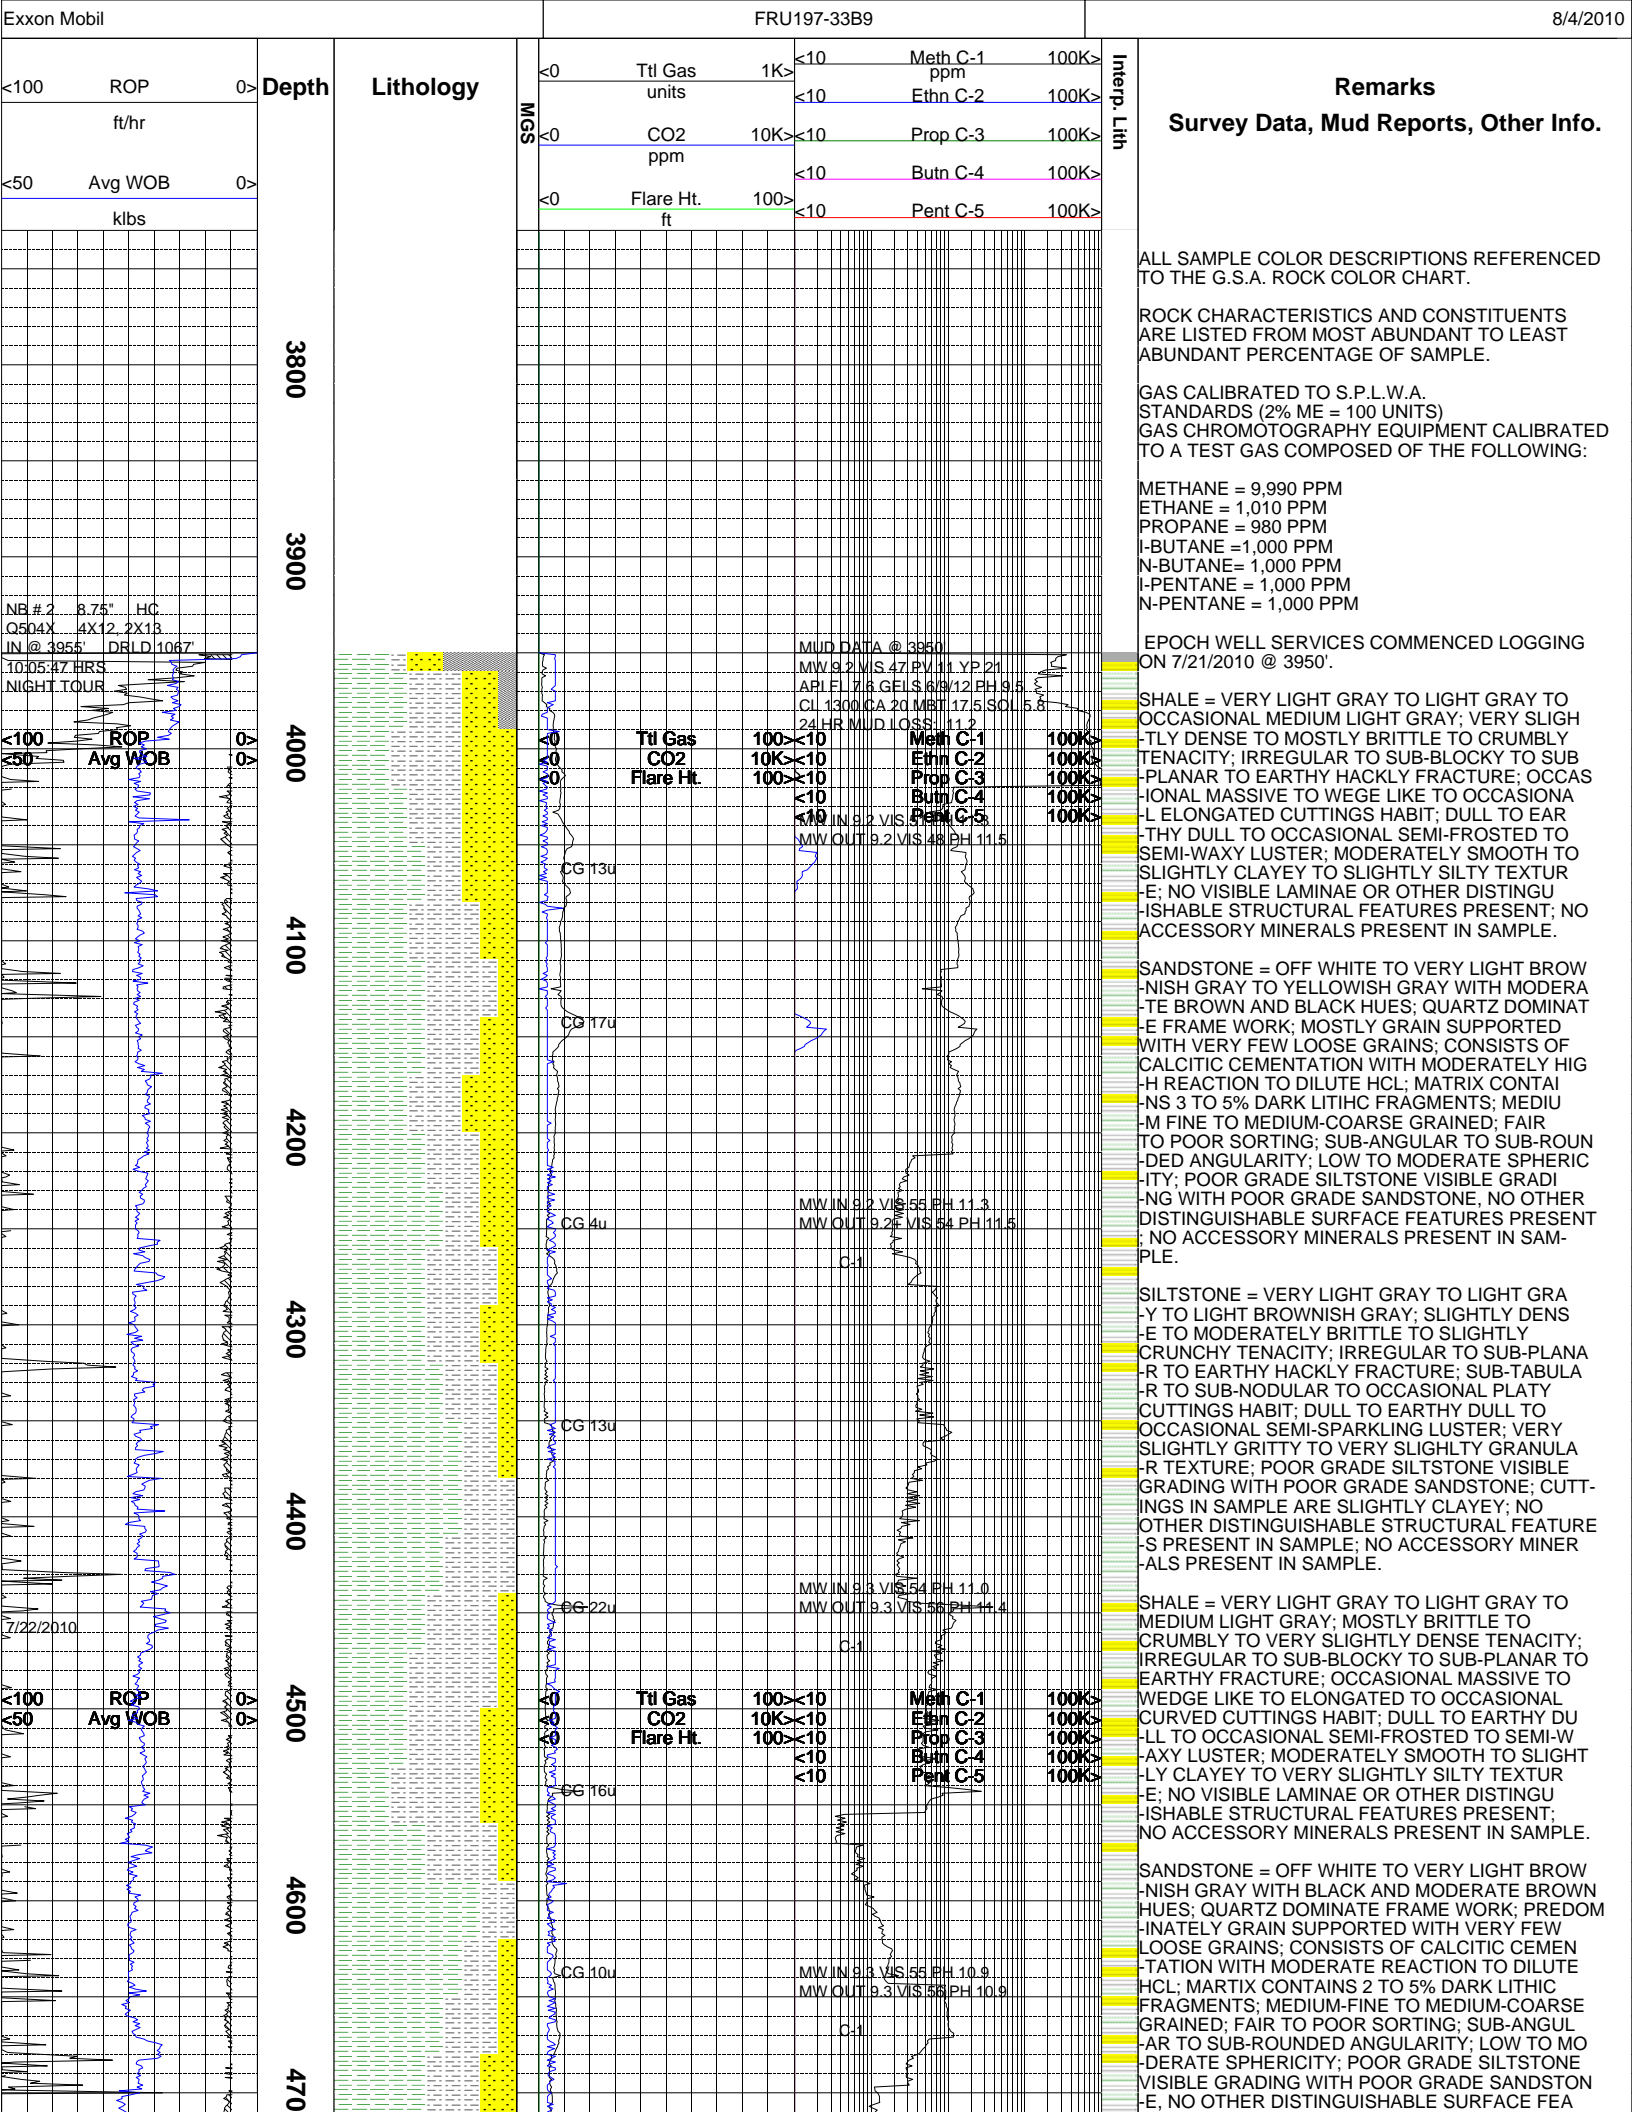 Exxon Mobil
FRU197-33B9
8/4/2010
<100 ROP 0>
ft/hr
<50 Avg WOB 0>
klbs
Depth
Lithology
MGS
<0 Ttl Gas 1K>
units
<0 CO2 10K>
ppm
<0 Flare Ht. 100>
ft
<10 Meth C-1 100K>
ppm
<10 Ethn C-2 100K>
<10 Prop C-3 100K>
<10 Butn C-4 100K>
<10 Pent C-5 100K>
Interp. Lith
Remarks
Survey Data, Mud Reports, Other Info.
3800
3900
4000
4100
4200
4300
4400
4500
4600
470
NB # 2 8.75" HC
Q504X 4X12, 2X13
IN @ 3955' DRLD 1067'
10:05:47 HRS
NIGHT TOUR
<100 ROP 0>
<50 Avg WOB 0>
7/22/2010
<100 ROP 0>
<50 Avg WOB 0>
<0 Ttl Gas 100>
<0 CO2 10K>
<0 Flare Ht. 100>
CG 13u
CG 17u
CG 4u
CG 13u
CG 22u
<0 Ttl Gas 100>
<0 CO2 10K>
<0 Flare Ht. 100>
CG 16u
CG 10u
MUD DATA @ 3950
MW 9.2 VIS 47 PV 11 YP 21
API FL 7.6 GELS 6/9/12 PH 9.5
CL 1300 CA 20 MBT 17.5 SOL 5.8
24 HR MUD LOSS: 11.2
<10 Meth C-1 100K>
<10 Ethn C-2 100K>
<10 Prop C-3 100K>
<10 Butn C-4 100K>
<10 Pent C-5 100K>
MW IN 9.2 VIS
MW OUT 9.2 VIS 48 PH 11.5
MW IN 9.2 VIS 55 PH 11.3
MW OUT 9.2+ VIS 54 PH 11.5
C-1
MW IN 9.3 VIS 54 PH 11.0
MW OUT 9.3 VIS 56 PH 11.4
C-1
<10 Meth C-1 100K>
<10 Ethn C-2 100K>
<10 Prop C-3 100K>
<10 Butn C-4 100K>
<10 Pent C-5 100K>
MW IN 9.3 VIS 55 PH 10.9
MW OUT 9.3 VIS 56 PH 10.9
C-1
ALL SAMPLE COLOR DESCRIPTIONS REFERENCED
TO THE G.S.A. ROCK COLOR CHART.
ROCK CHARACTERISTICS AND CONSTITUENTS
ARE LISTED FROM MOST ABUNDANT TO LEAST
ABUNDANT PERCENTAGE OF SAMPLE.
GAS CALIBRATED TO S.P.L.W.A.
STANDARDS (2% ME = 100 UNITS)
GAS CHROMOTOGRAPHY EQUIPMENT CALIBRATED
TO A TEST GAS COMPOSED OF THE FOLLOWING:
METHANE = 9,990 PPM
ETHANE = 1,010 PPM
PROPANE = 980 PPM
I-BUTANE =1,000 PPM
N-BUTANE= 1,000 PPM
I-PENTANE = 1,000 PPM
N-PENTANE = 1,000 PPM
EPOCH WELL SERVICES COMMENCED LOGGING
ON 7/21/2010 @ 3950'.
SHALE = VERY LIGHT GRAY TO LIGHT GRAY TO
OCCASIONAL MEDIUM LIGHT GRAY; VERY SLIGH
-TLY DENSE TO MOSTLY BRITTLE TO CRUMBLY
TENACITY; IRREGULAR TO SUB-BLOCKY TO SUB
-PLANAR TO EARTHY HACKLY FRACTURE; OCCAS
-IONAL MASSIVE TO WEGE LIKE TO OCCASIONA
-L ELONGATED CUTTINGS HABIT; DULL TO EAR
-THY DULL TO OCCASIONAL SEMI-FROSTED TO
SEMI-WAXY LUSTER; MODERATELY SMOOTH TO
SLIGHTLY CLAYEY TO SLIGHTLY SILTY TEXTUR
-E; NO VISIBLE LAMINAE OR OTHER DISTINGU
-ISHABLE STRUCTURAL FEATURES PRESENT; NO
ACCESSORY MINERALS PRESENT IN SAMPLE.
SANDSTONE = OFF WHITE TO VERY LIGHT BROW
-NISH GRAY TO YELLOWISH GRAY WITH MODERA
-TE BROWN AND BLACK HUES; QUARTZ DOMINAT
-E FRAME WORK; MOSTLY GRAIN SUPPORTED
WITH VERY FEW LOOSE GRAINS; CONSISTS OF
CALCITIC CEMENTATION WITH MODERATELY HIG
-H REACTION TO DILUTE HCL; MATRIX CONTAI
-NS 3 TO 5% DARK LITIHC FRAGMENTS; MEDIU
-M FINE TO MEDIUM-COARSE GRAINED; FAIR
TO POOR SORTING; SUB-ANGULAR TO SUB-ROUN
-DED ANGULARITY; LOW TO MODERATE SPHERIC
-ITY; POOR GRADE SILTSTONE VISIBLE GRADI
-NG WITH POOR GRADE SANDSTONE, NO OTHER
DISTINGUISHABLE SURFACE FEATURES PRESENT
; NO ACCESSORY MINERALS PRESENT IN SAM-
PLE.
SILTSTONE = VERY LIGHT GRAY TO LIGHT GRA
-Y TO LIGHT BROWNISH GRAY; SLIGHTLY DENS
-E TO MODERATELY BRITTLE TO SLIGHTLY
CRUNCHY TENACITY; IRREGULAR TO SUB-PLANA
-R TO EARTHY HACKLY FRACTURE; SUB-TABULA
-R TO SUB-NODULAR TO OCCASIONAL PLATY
CUTTINGS HABIT; DULL TO EARTHY DULL TO
OCCASIONAL SEMI-SPARKLING LUSTER; VERY
SLIGHTLY GRITTY TO VERY SLIGHLTY GRANULA
-R TEXTURE; POOR GRADE SILTSTONE VISIBLE
GRADING WITH POOR GRADE SANDSTONE; CUTT-
INGS IN SAMPLE ARE SLIGHTLY CLAYEY; NO
OTHER DISTINGUISHABLE STRUCTURAL FEATURE
-S PRESENT IN SAMPLE; NO ACCESSORY MINER
-ALS PRESENT IN SAMPLE.
SHALE = VERY LIGHT GRAY TO LIGHT GRAY TO
MEDIUM LIGHT GRAY; MOSTLY BRITTLE TO
CRUMBLY TO VERY SLIGHTLY DENSE TENACITY;
IRREGULAR TO SUB-BLOCKY TO SUB-PLANAR TO
EARTHY FRACTURE; OCCASIONAL MASSIVE TO
WEDGE LIKE TO ELONGATED TO OCCASIONAL
CURVED CUTTINGS HABIT; DULL TO EARTHY DU
-LL TO OCCASIONAL SEMI-FROSTED TO SEMI-W
-AXY LUSTER; MODERATELY SMOOTH TO SLIGHT
-LY CLAYEY TO VERY SLIGHTLY SILTY TEXTUR
-E; NO VISIBLE LAMINAE OR OTHER DISTINGU
-ISHABLE STRUCTURAL FEATURES PRESENT;
NO ACCESSORY MINERALS PRESENT IN SAMPLE.
SANDSTONE = OFF WHITE TO VERY LIGHT BROW
-NISH GRAY WITH BLACK AND MODERATE BROWN
HUES; QUARTZ DOMINATE FRAME WORK; PREDOM
-INATELY GRAIN SUPPORTED WITH VERY FEW
LOOSE GRAINS; CONSISTS OF CALCITIC CEMEN
-TATION WITH MODERATE REACTION TO DILUTE
HCL; MARTIX CONTAINS 2 TO 5% DARK LITHIC
FRAGMENTS; MEDIUM-FINE TO MEDIUM-COARSE
GRAINED; FAIR TO POOR SORTING; SUB-ANGUL
-AR TO SUB-ROUNDED ANGULARITY; LOW TO MO
-DERATE SPHERICITY; POOR GRADE SILTSTONE
VISIBLE GRADING WITH POOR GRADE SANDSTON
-E, NO OTHER DISTINGUISHABLE SURFACE FEA